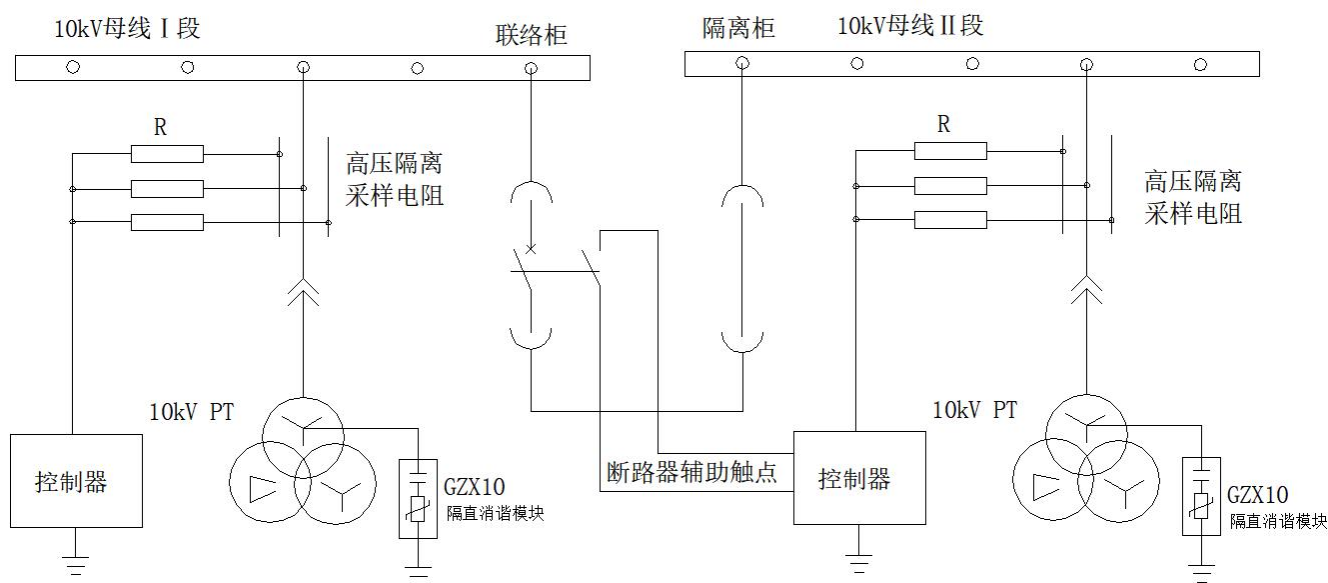 10kV母线Ⅰ段
联络柜
隔离柜
10kV母线Ⅱ段
R
高压隔离
采样电阻
R
高压隔离
采样电阻
10kV PT
控制器
GZX10
隔直消谐模块
断路器辅助触点
控制器
10kV PT
GZX10
隔直消谐模块